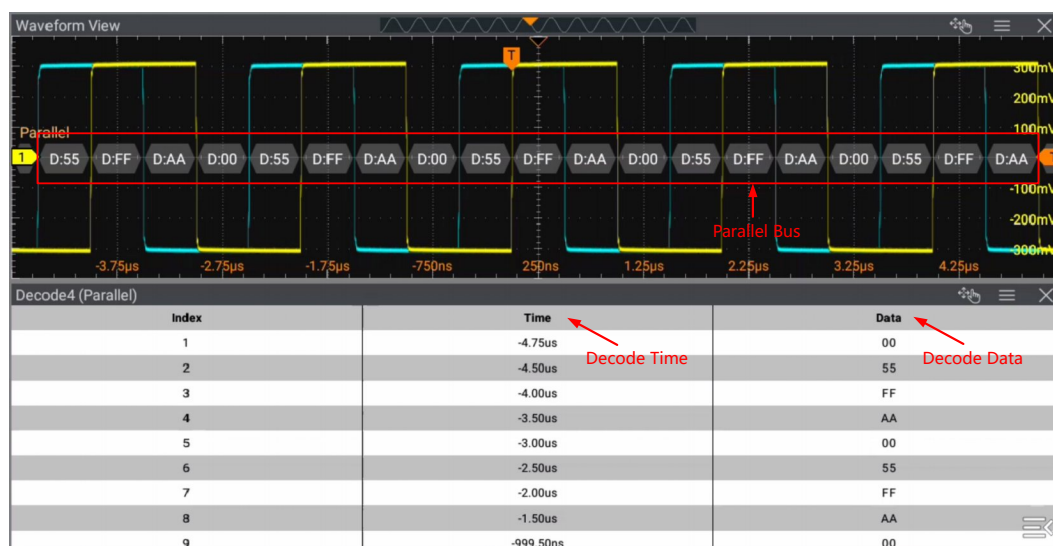 Waveform View
T
300mV
200mV
Parallel
100mV
1 D:55 D:FF D:AA D:00 D:55 D:FF D:AA D:00 D:55 D:FF D:AA D:00 D:55 D:FF D:AA D:00 D:55 D:FF D:AA
-100mV
Parallel Bus
-200mV
-300mV
-3.75µs -2.75µs -1.75µs -750ns 250ns 1.25µs 2.25µs 3.25µs 4.25µs
Decode4 (Parallel)
Index Time Data
Decode Time Decode Data
1 -4.75us 00
2 -4.50us 55
3 -4.00us FF
4 -3.50us AA
5 -3.00us 00
6 -2.50us 55
7 -2.00us FF
8 -1.50us AA
9 -999.50ns 00